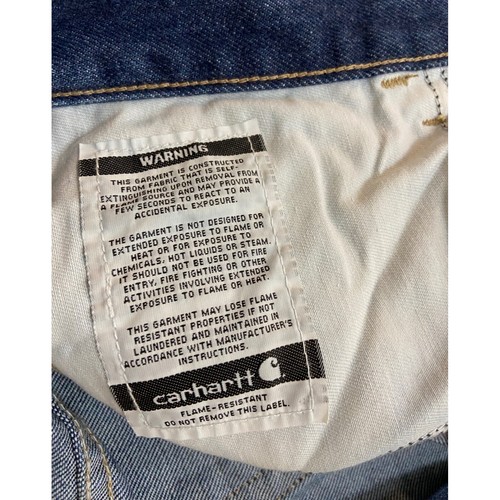 WARNING
THIS GARMENT IS CONSTRUCTED
FROM FABRIC THAT IS SELF-
EXTINGUISHING UPON REMOVAL FROM
A FLAME SOURCE AND MAY PROVIDE A
FEW SECONDS TO REACT TO AN
ACCIDENTAL EXPOSURE.
THE GARMENT IS NOT DESIGNED FOR
EXTENDED EXPOSURE TO FLAME OR
HEAT OR FOR EXPOSURE TO
CHEMICALS, HOT LIQUIDS OR STEAM.
IT SHOULD NOT BE USED FOR FIRE
ENTRY, FIRE FIGHTING OR OTHER
ACTIVITIES INVOLVING EXTENDED
EXPOSURE TO FLAME OR HEAT.
THIS GARMENT MAY LOSE FLAME
RESISTANT PROPERTIES IF NOT
LAUNDERED AND MAINTAINED IN
ACCORDANCE WITH MANUFACTURER'S
INSTRUCTIONS.
carhartt
FLAME-RESISTANT
DO NOT REMOVE THIS LABEL.